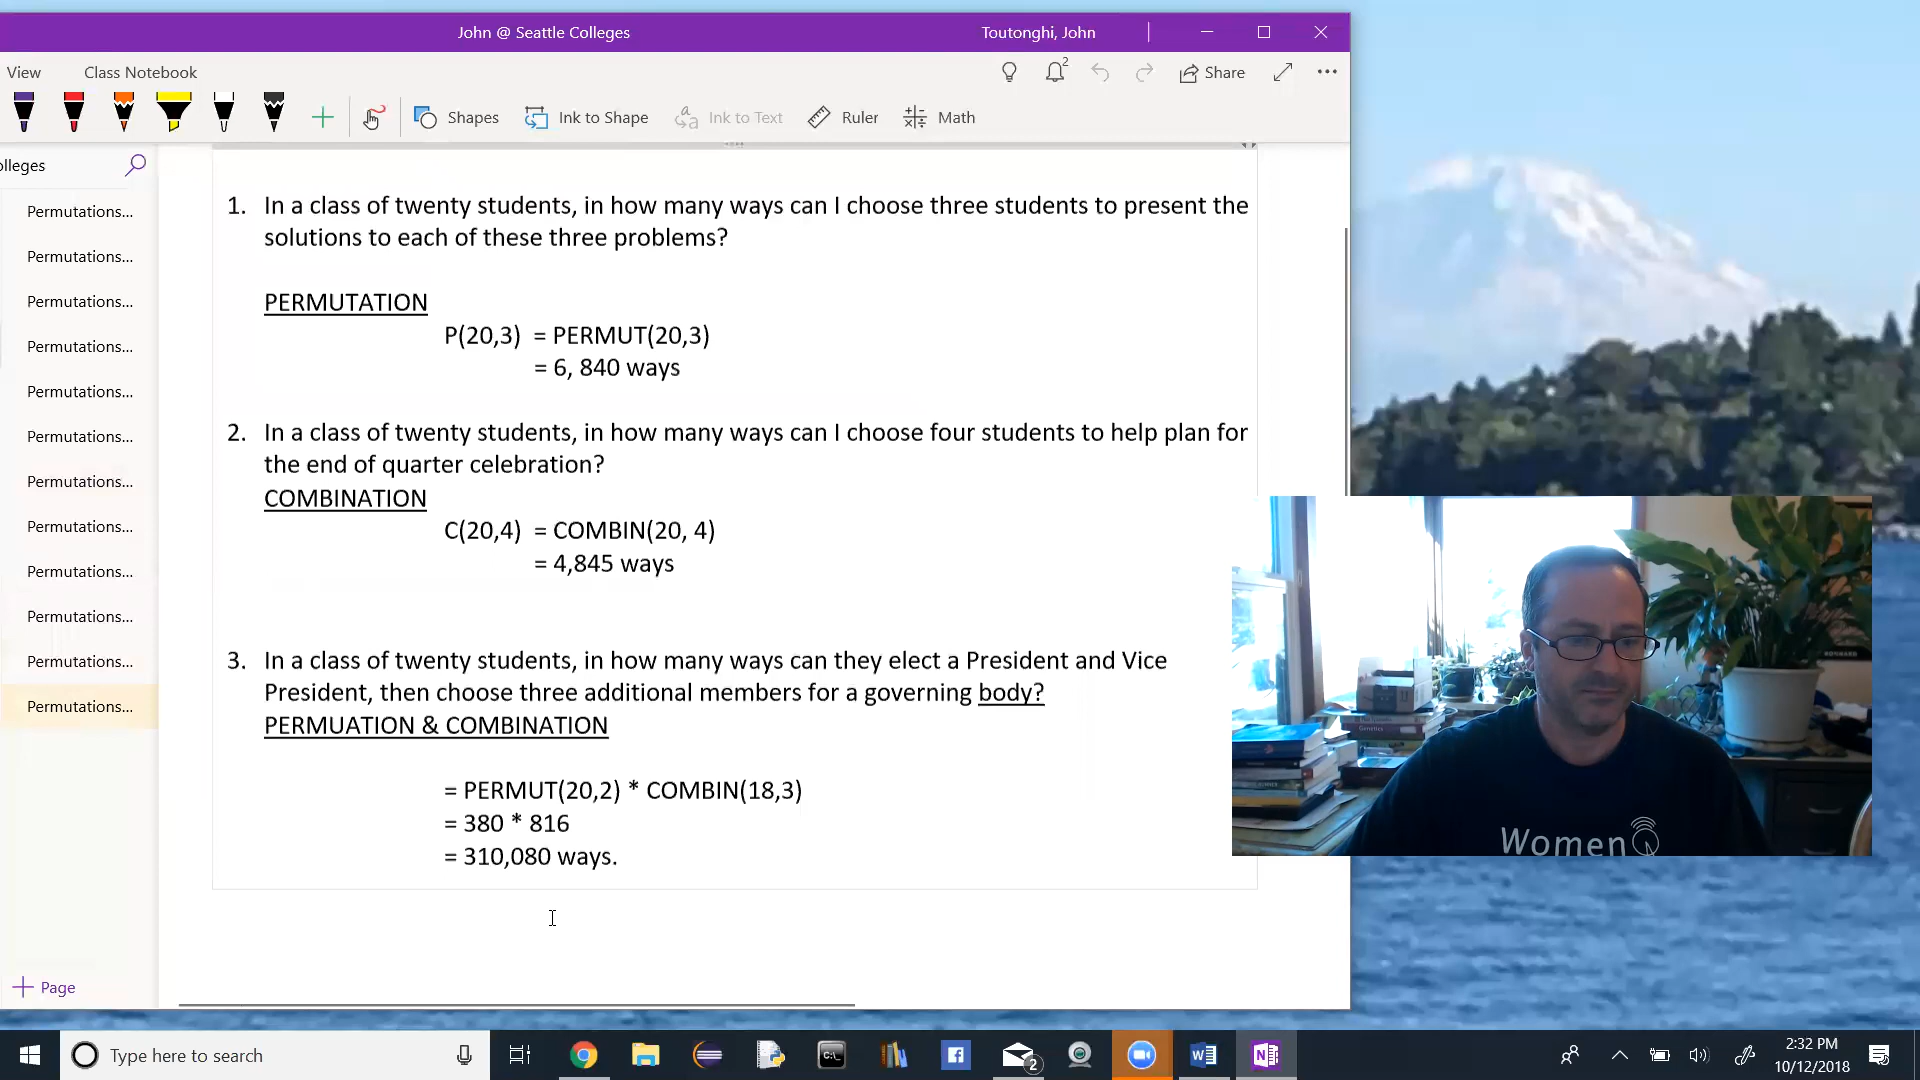 John @ Seattle Colleges
Toutonghi, John
View
Class Notebook
2
Share
Shapes
Ink to Shape
Ink to Text
Ruler
Math
olleges
Permutations...
Permutations...
Permutations...
Permutations...
Permutations...
Permutations...
Permutations...
Permutations...
Permutations...
Permutations...
Permutations...
Permutations...
Page
1. In a class of twenty students, in how many ways can I choose three students to present the
solutions to each of these three problems?
PERMUTATION
P(20,3) = PERMUT(20,3)
= 6, 840 ways
2. In a class of twenty students, in how many ways can I choose four students to help plan for
the end of quarter celebration?
COMBINATION
C(20,4) = COMBIN(20, 4)
= 4,845 ways
3. In a class of twenty students, in how many ways can they elect a President and Vice
President, then choose three additional members for a governing body?
PERMUATION & COMBINATION
= PERMUT(20,2) * COMBIN(18,3)
= 380 * 816
= 310,080 ways.
Genetics
Women
Type here to search
C:\
2
2:32 PM
10/12/2018